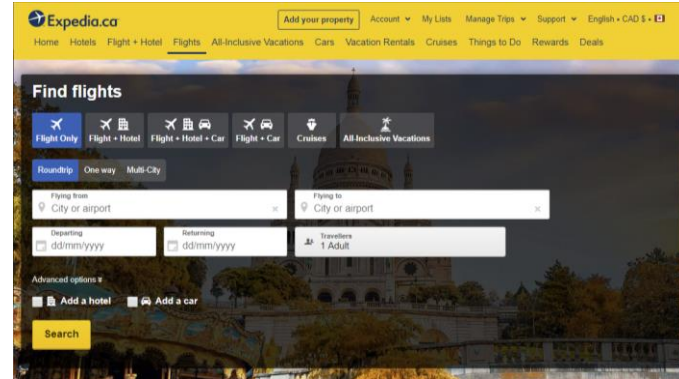 Expedia.ca
Add your property Account My Lists Manage Trips Support English • CAD $ •
Home Hotels Flight + Hotel Flights All-Inclusive Vacations Cars Vacation Rentals Cruises Things to Do Rewards Deals
Find flights
Flight Only Flight + Hotel Flight + Hotel + Car Flight + Car Cruises All-Inclusive Vacations
Roundtrip One way Multi-City
Flying from Flying to
City or airport × City or airport ×
Departing Returning Travellers
dd/mm/yyyy dd/mm/yyyy 1 Adult
Advanced options
Add a hotel Add a car
Search